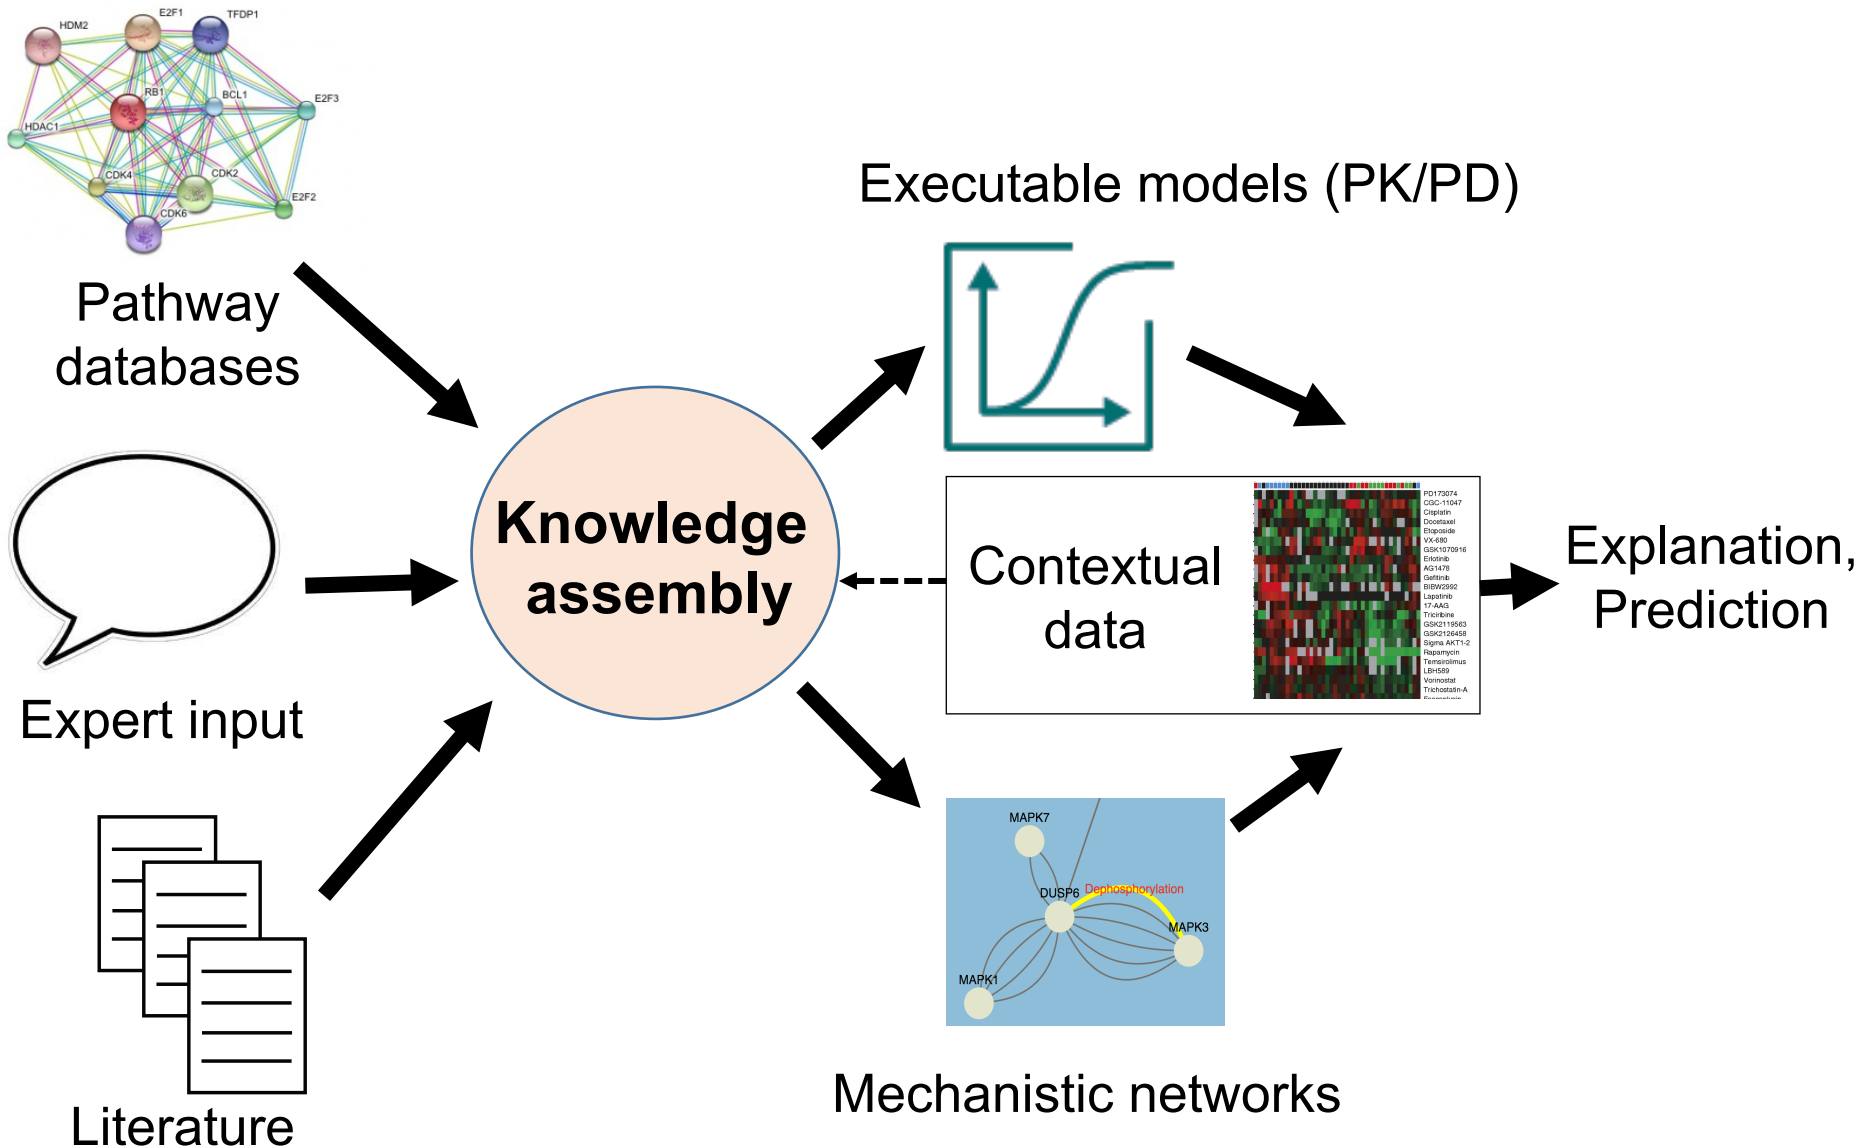 HDM2
E2F1
TFDP1
RB1
BCL1
E2F3
HDAC1
CDK4
CDK2
E2F2
CDK6
Pathway
databases
Expert input
Literature
Knowledge
assembly
Executable models (PK/PD)
Contextual
data
PD173074
CGC-11047
Cisplatin
Docetaxel
Etoposide
VX-680
GSK1070916
Erlotinib
AG1478
Gefitinib
BIBW2992
Lapatinib
17-AAG
Triciribine
GSK2119563
GSK2126458
Sigma AKT1-2
Rapamycin
Temsirolimus
LBH589
Vorinostat
Trichostatin-A
MAPK7
DUSP6
Dephosphorylation
MAPK3
MAPK1
Mechanistic networks
Explanation,
Prediction